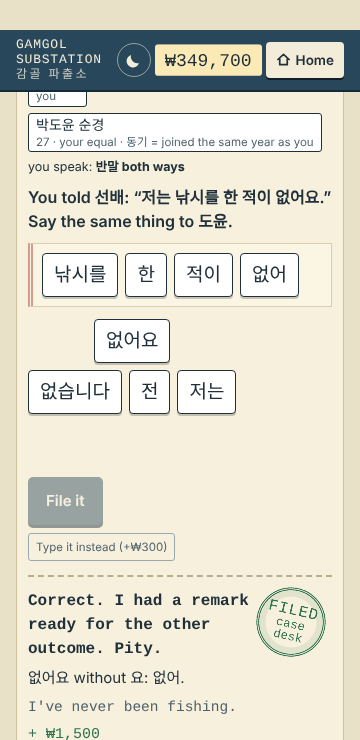 GAMGOL
SUBSTATION
감골 파출소
₩349,700
Home
you
박도윤 순경
27 · your equal · 동기 = joined the same year as you
you speak: 반말 both ways
You told 선배: “저는 낚시를 한 적이 없어요.”
Say the same thing to 도윤.
낚시를 한 적이 없어
없어요
없습니다 전 저는
File it
Type it instead (+₩300)
Correct. I had a remark
ready for the other
outcome. Pity.
FILED
case
desk
없어요 without 요: 없어.
I've never been fishing.
+ ₩1,500